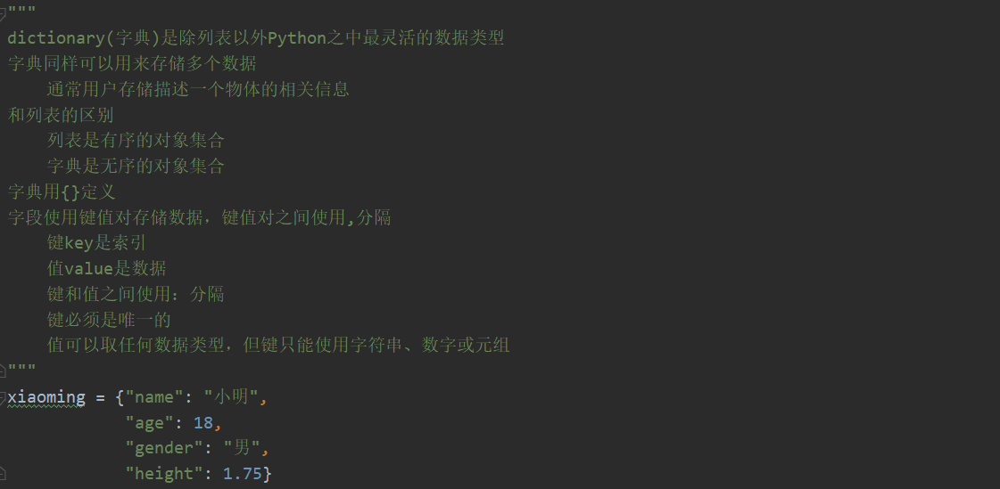 """
dictionary(字典)是除列表以外Python之中最灵活的数据类型
字典同样可以用来存储多个数据
    通常用户存储描述一个物体的相关信息
和列表的区别
    列表是有序的对象集合
    字典是无序的对象集合
字典用{}定义
字段使用键值对存储数据，键值对之间使用,分隔
    键key是索引
    值value是数据
    键和值之间使用：分隔
    键必须是唯一的
    值可以取任何数据类型，但键只能使用字符串、数字或元组
"""
xiaoming = {"name": "小明",
            "age": 18,
            "gender": "男",
            "height": 1.75}